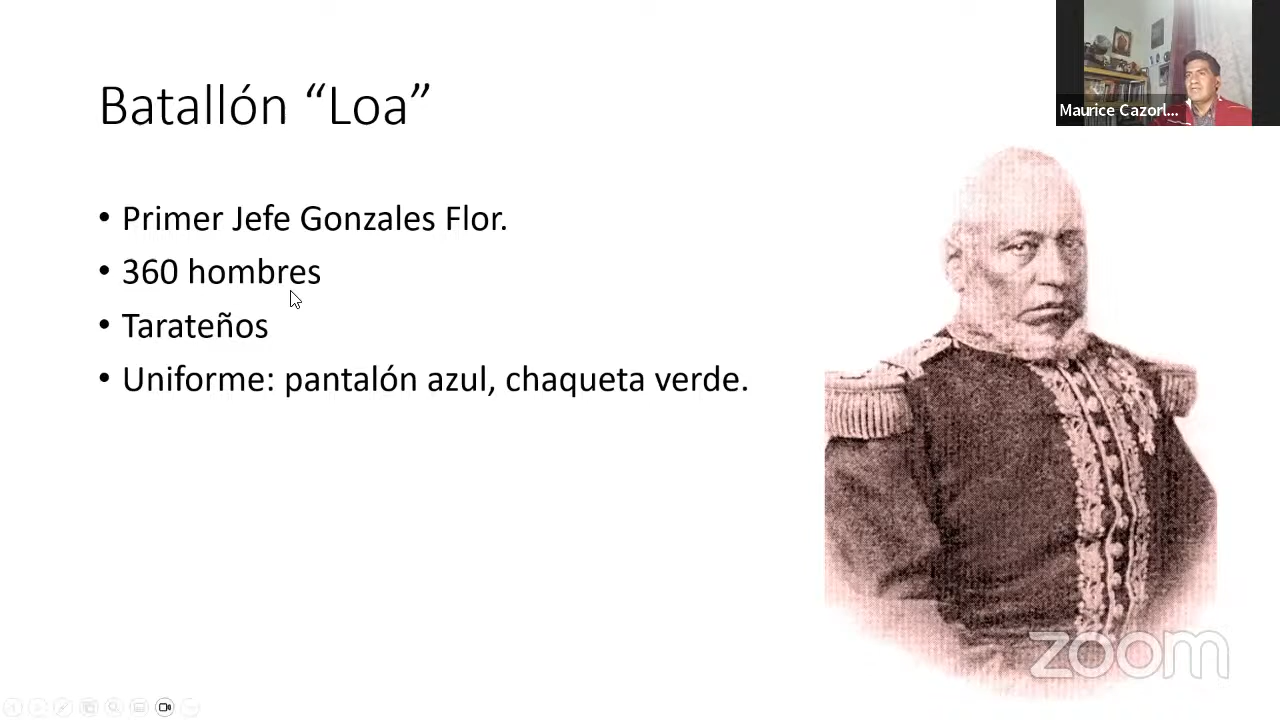 Batallón “Loa”
• Primer Jefe Gonzales Flor.
• 360 hombres
• Tarateños
• Uniforme: pantalón azul, chaqueta verde.
Maurice Cazorl...
zoom